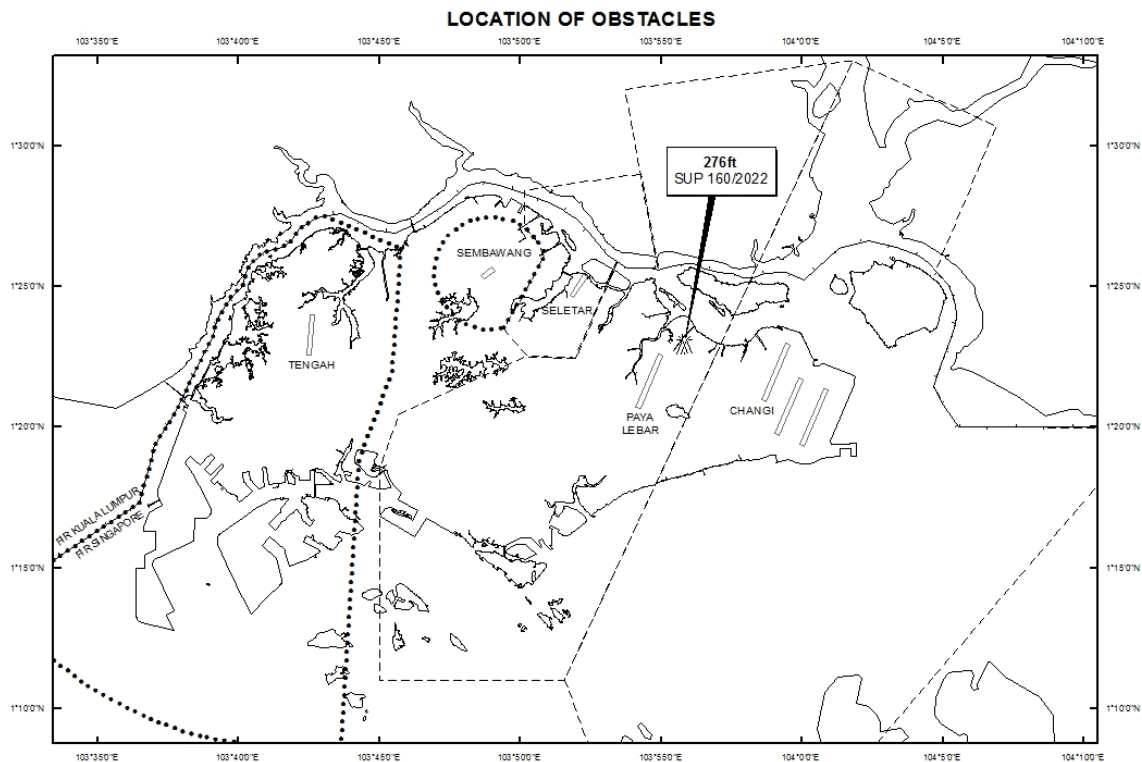 LOCATION OF OBSTACLES
103°35'0"E 103°40'0"E 103°45'0"E 103°50'0"E 103°55'0"E 104°0'0"E 104°5'0"E 104°10'0"E
1°30'0"N 1°30'0"N
276ft
SUP 160/2022
SEMBAWANG
1°25'0"N 1°25'0"N
SELETAR
TENGAH
CHANGI
PAYA
LEBAR
1°20'0"N 1°20'0"N
FIR KUALA LUMPUR
FIR SINGAPORE
1°15'0"N 1°15'0"N
1°10'0"N 1°10'0"N
103°35'0"E 103°40'0"E 103°45'0"E 103°50'0"E 103°55'0"E 104°0'0"E 104°5'0"E 104°10'0"E